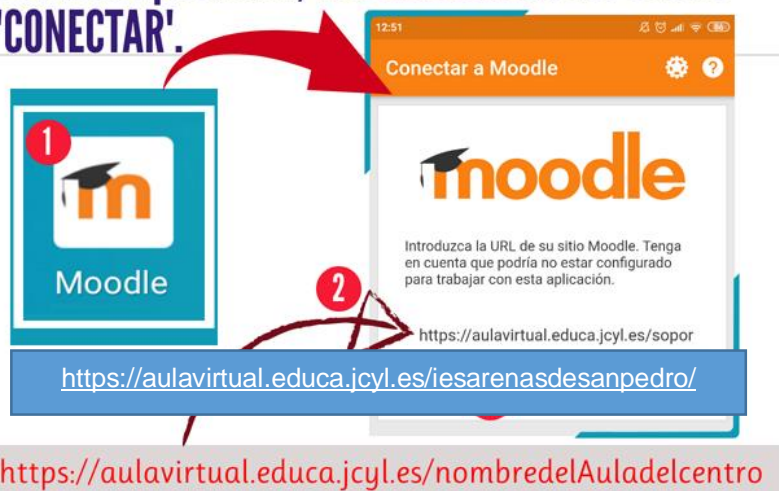 'CONECTAR'.
12:51
Conectar a Moodle
1
m
Moodle
moodle
Introduzca la URL de su sitio Moodle. Tenga
en cuenta que podría no estar configurado
para trabajar con esta aplicación.
2
https://aulavirtual.educa.jcyl.es/sopor
https://aulavirtual.educa.jcyl.es/iesarenasdesanpedro/
https://aulavirtual.educa.jcyl.es/nombredelAuladelcentro